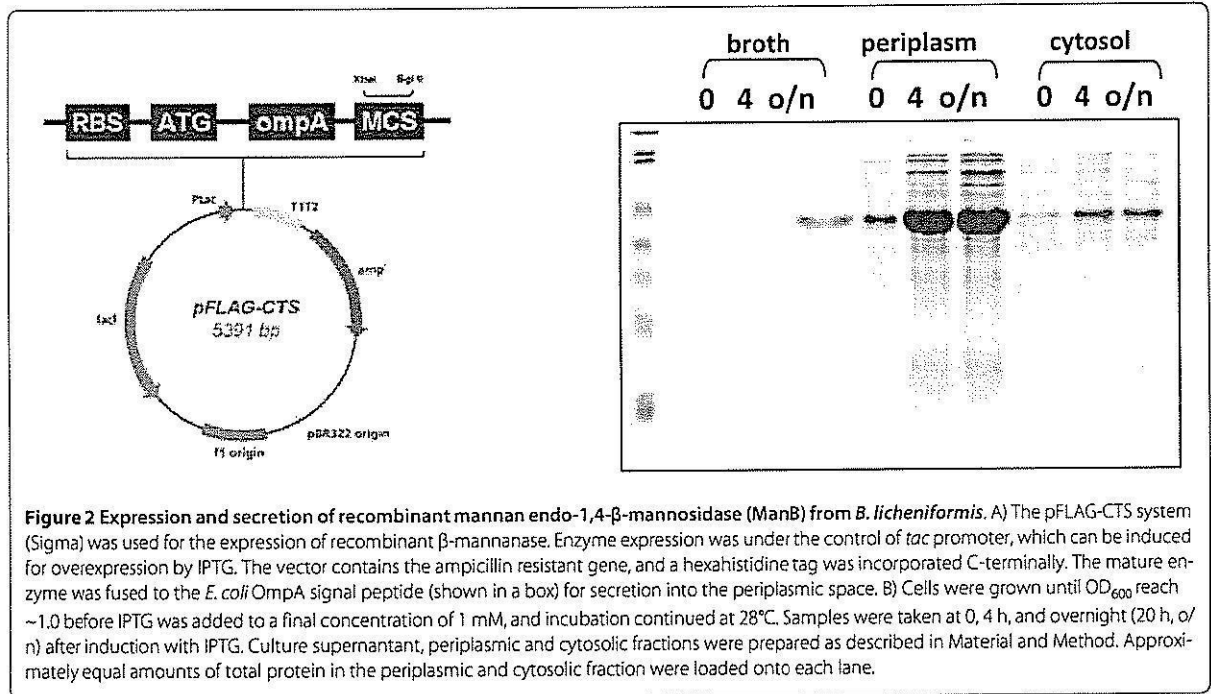 broth periplasm cytosol
0 4 o/n 0 4 o/n 0 4 o/n
XhoI Bgl II
RBS ATG ompA MCS
Ptac
T1T2
amp^r
lacI
pFLAG-CTS
5391 bp
pBR322 origin
f1 origin
Figure 2 Expression and secretion of recombinant mannan endo-1,4-β-mannosidase (ManB) from B. licheniformis. A) The pFLAG-CTS system
(Sigma) was used for the expression of recombinant β-mannanase. Enzyme expression was under the control of tac promoter, which can be induced
for overexpression by IPTG. The vector contains the ampicillin resistant gene, and a hexahistidine tag was incorporated C-terminally. The mature en-
zyme was fused to the E. coli OmpA signal peptide (shown in a box) for secretion into the periplasmic space. B) Cells were grown until OD₆₀₀ reach
~1.0 before IPTG was added to a final concentration of 1 mM, and incubation continued at 28°C. Samples were taken at 0, 4 h, and overnight (20 h, o/
n) after induction with IPTG. Culture supernantant, periplasmic and cytosolic fractions were prepared as described in Material and Method. Approxi-
mately equal amounts of total protein in the periplasmic and cytosolic fraction were loaded onto each lane.